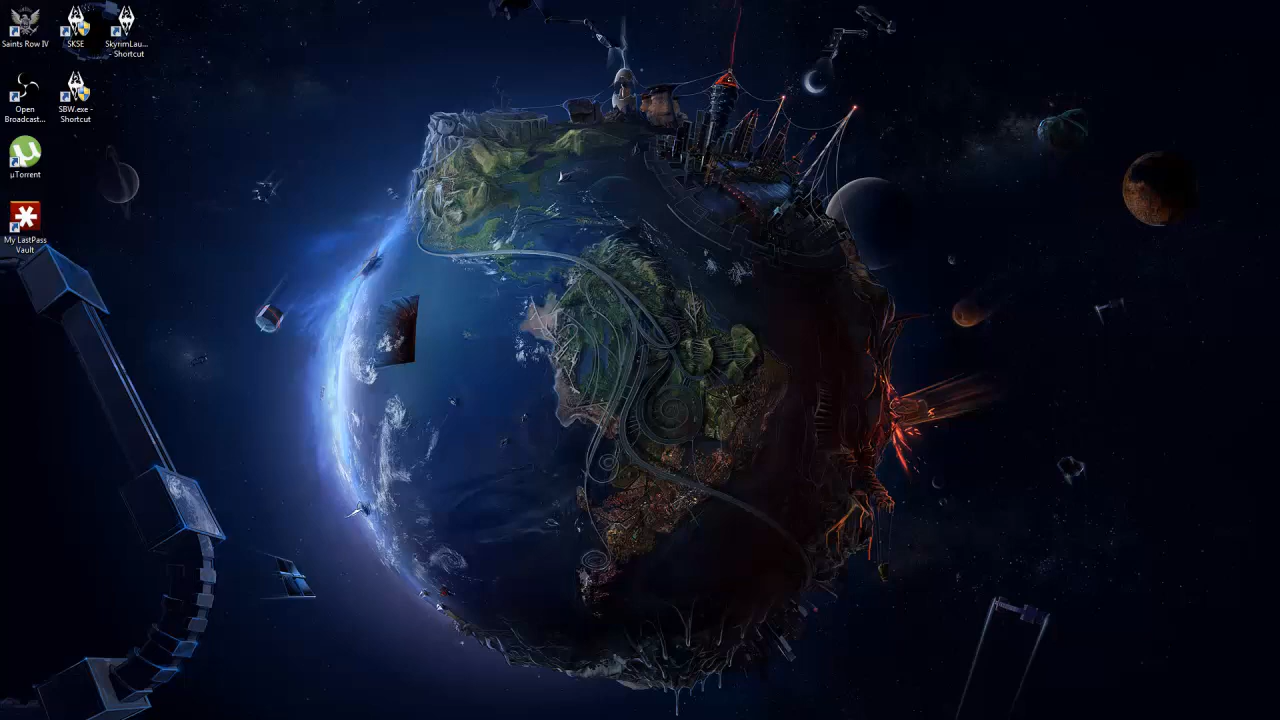 Saints Row IV
SKSE
SkyrimLau...
- Shortcut
Open
Broadcast...
SBW.exe -
Shortcut
µTorrent
My LastPass
Vault